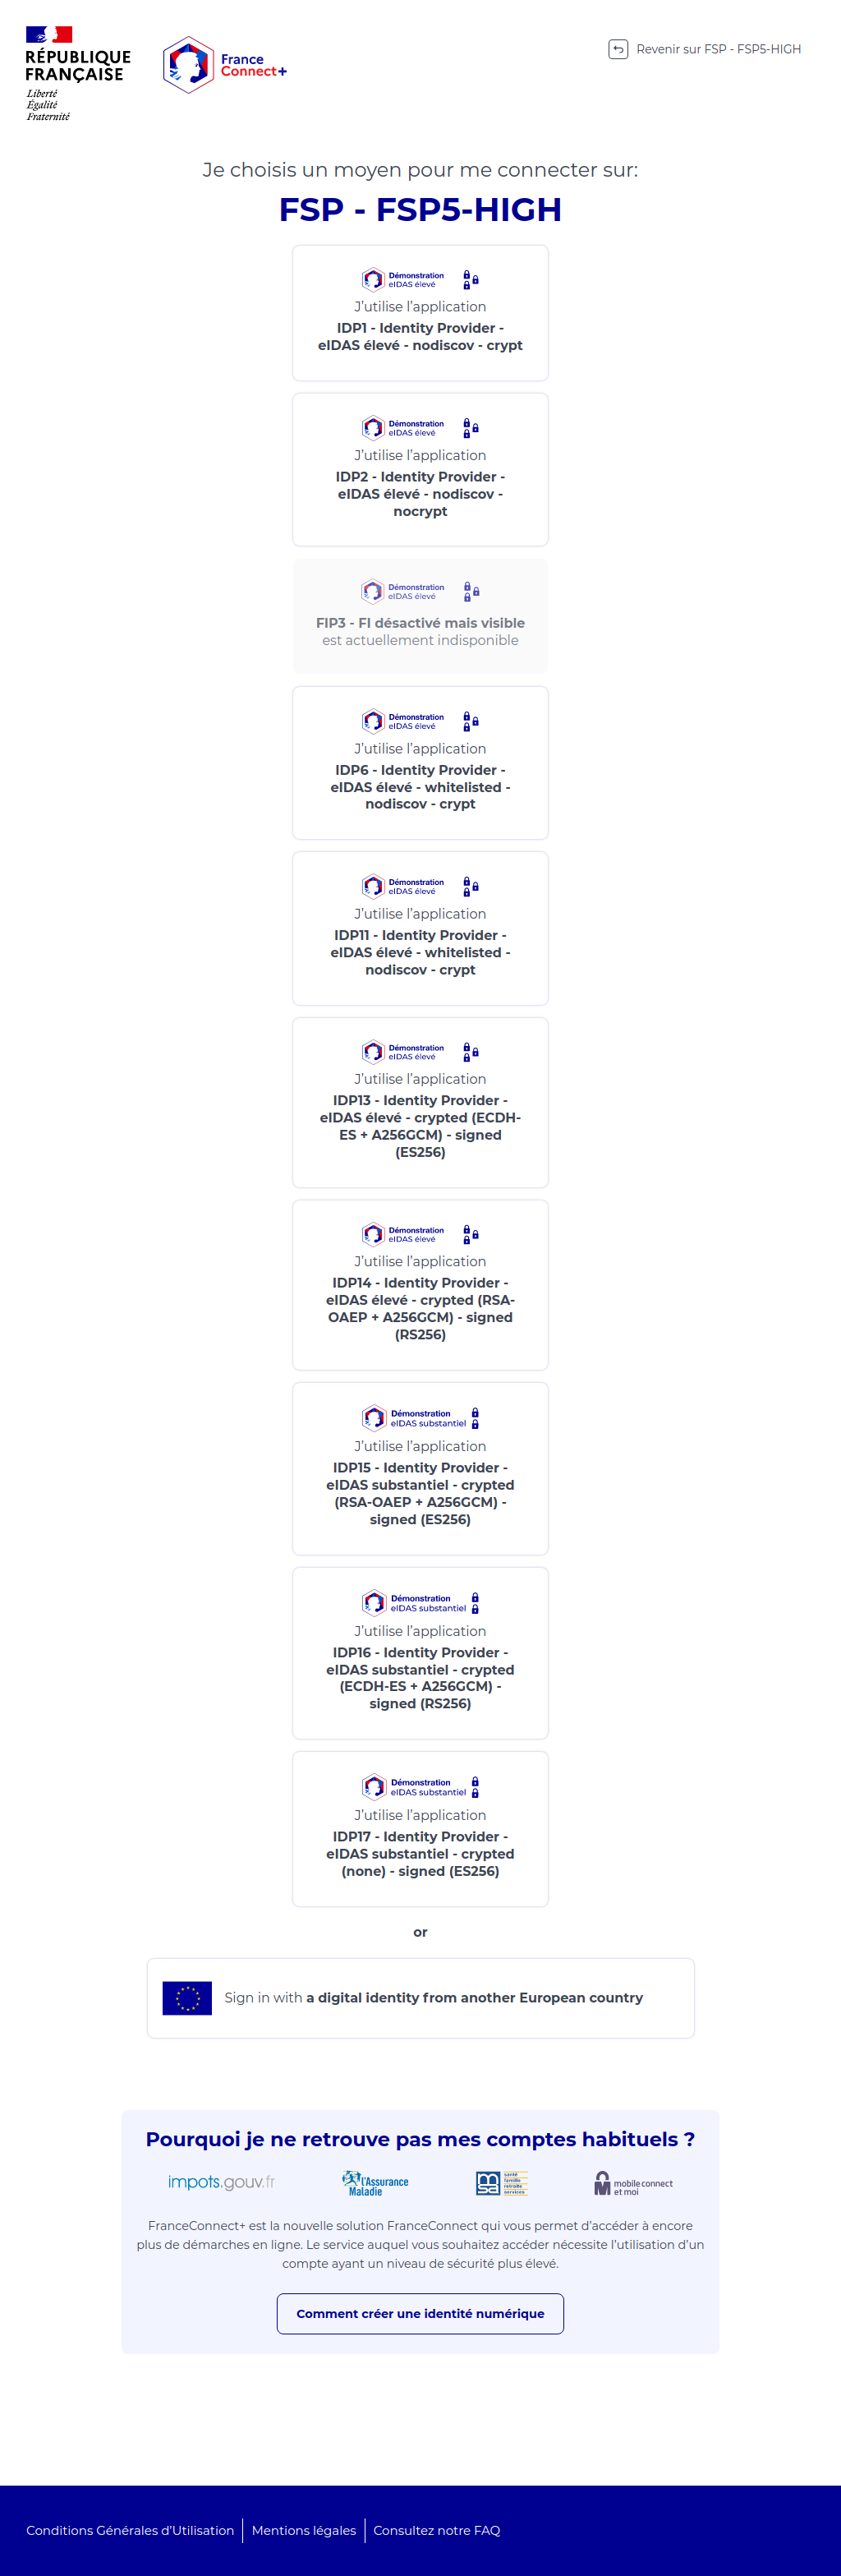 RÉPUBLIQUE
FRANÇAISE
Liberté
Égalité
Fraternité
France
Connect+
Revenir sur FSP - FSP5-HIGH
Je choisis un moyen pour me connecter sur:
FSP - FSP5-HIGH
Démonstration
eIDAS élevé
J’utilise l’application
IDP1 - Identity Provider -
eIDAS élevé - nodiscov - crypt
Démonstration
eIDAS élevé
J’utilise l’application
IDP2 - Identity Provider -
eIDAS élevé - nodiscov -
nocrypt
Démonstration
eIDAS élevé
FIP3 - FI désactivé mais visible
est actuellement indisponible
Démonstration
eIDAS élevé
J’utilise l’application
IDP6 - Identity Provider -
eIDAS élevé - whitelisted -
nodiscov - crypt
Démonstration
eIDAS élevé
J’utilise l’application
IDP11 - Identity Provider -
eIDAS élevé - whitelisted -
nodiscov - crypt
Démonstration
eIDAS élevé
J’utilise l’application
IDP13 - Identity Provider -
eIDAS élevé - crypted (ECDH-
ES + A256GCM) - signed
(ES256)
Démonstration
eIDAS élevé
J’utilise l’application
IDP14 - Identity Provider -
eIDAS élevé - crypted (RSA-
OAEP + A256GCM) - signed
(RS256)
Démonstration
eIDAS substantiel
J’utilise l’application
IDP15 - Identity Provider -
eIDAS substantiel - crypted
(RSA-OAEP + A256GCM) -
signed (ES256)
Démonstration
eIDAS substantiel
J’utilise l’application
IDP16 - Identity Provider -
eIDAS substantiel - crypted
(ECDH-ES + A256GCM) -
signed (RS256)
Démonstration
eIDAS substantiel
J’utilise l’application
IDP17 - Identity Provider -
eIDAS substantiel - crypted
(none) - signed (ES256)
or
Sign in with a digital identity from another European country
Pourquoi je ne retrouve pas mes comptes habituels ?
impots.gouv.fr
l'Assurance
Maladie
msa
santé
famille
retraite
services
mobile connect
et moi
FranceConnect+ est la nouvelle solution FranceConnect qui vous permet d’accéder à encore
plus de démarches en ligne. Le service auquel vous souhaitez accéder nécessite l’utilisation d’un
compte ayant un niveau de sécurité plus élevé.
Comment créer une identité numérique
Conditions Générales d’Utilisation
Mentions légales
Consultez notre FAQ